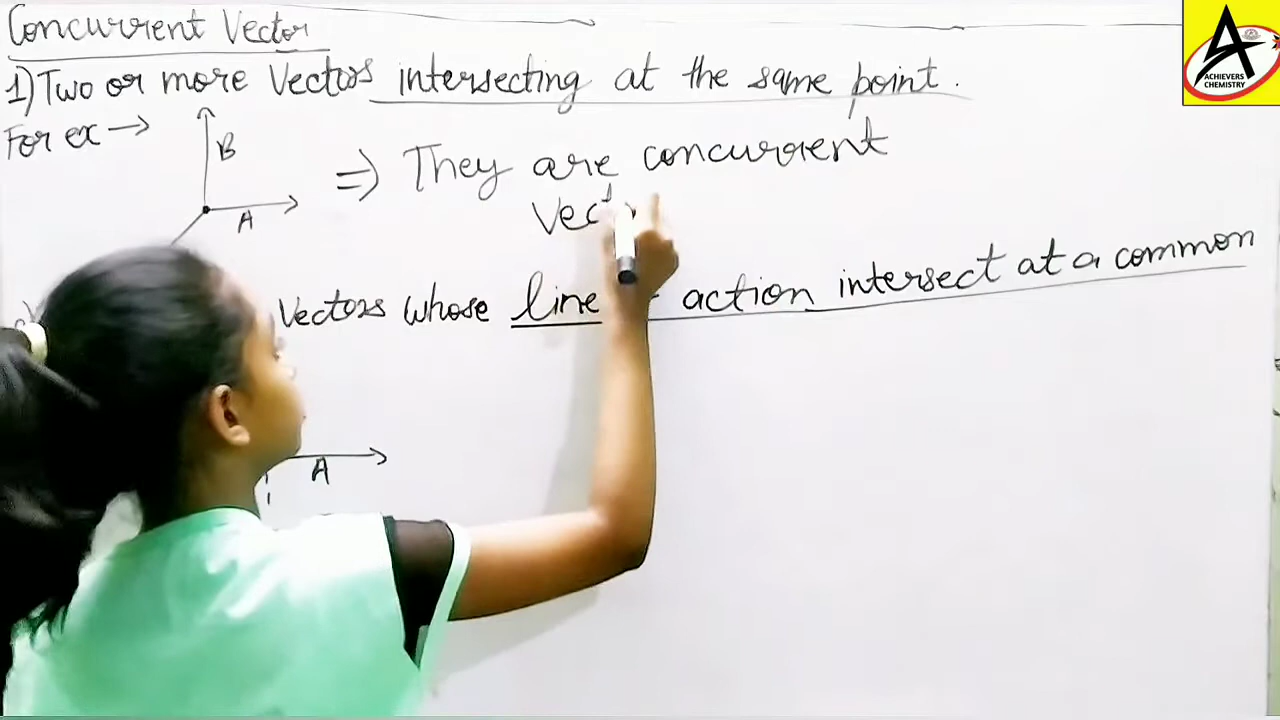 Concurrent Vector
1) Two or more Vectors intersecting at the same point.
For ex →
B
A
⇒ They are concurrent
Vect
Vectors whose line action intersect at a common
A
A
ACHIEVERS
CHEMISTRY